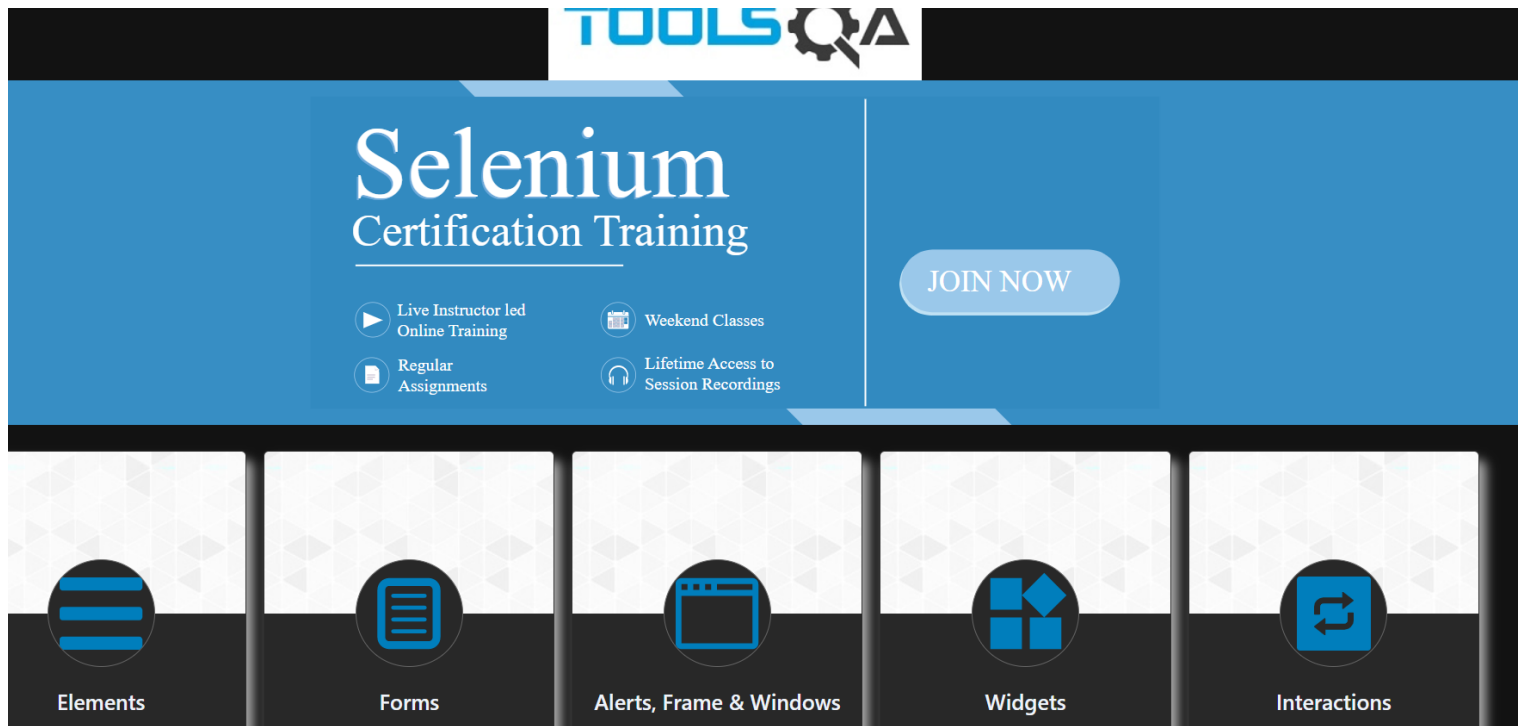 TOOLSQA
Selenium
Certification Training
JOIN NOW
Live Instructor led
Online Training
Weekend Classes
Regular
Assignments
Lifetime Access to
Session Recordings
Elements
Forms
Alerts, Frame & Windows
Widgets
Interactions